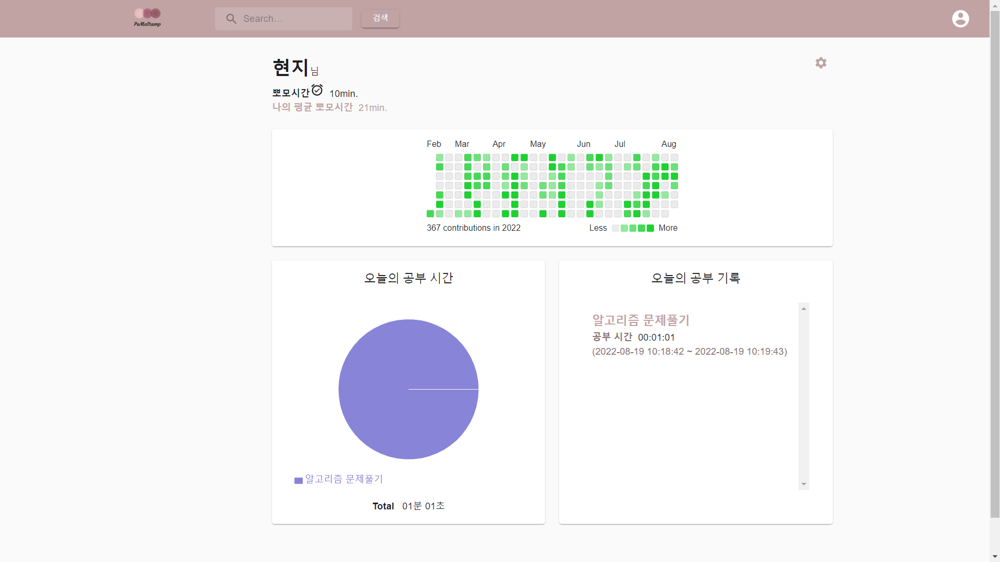 PoMoStamp
Search...
검색
현지님
뽀모시간 10min.
나의 평균 뽀모시간 21min.
Feb Mar Apr May Jun Jul Aug
367 contributions in 2022
Less More
오늘의 공부 시간
알고리즘 문제풀기
Total 01분 01초
오늘의 공부 기록
알고리즘 문제풀기
공부 시간 00:01:01
(2022-08-19 10:18:42 ~ 2022-08-19 10:19:43)